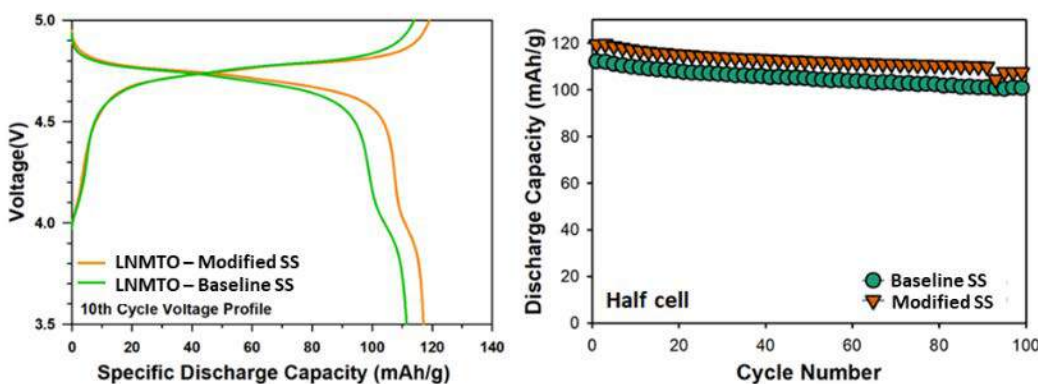 5.0
4.5
4.0
3.5
Voltage(V)
LNMTO – Modified SS
LNMTO – Baseline SS
10th Cycle Voltage Profile
0 20 40 60 80 100 120 140
Specific Discharge Capacity (mAh/g)
120
100
80
60
40
20
0
Discharge Capacity (mAh/g)
Baseline SS
Modified SS
Half cell
0 20 40 60 80 100
Cycle Number